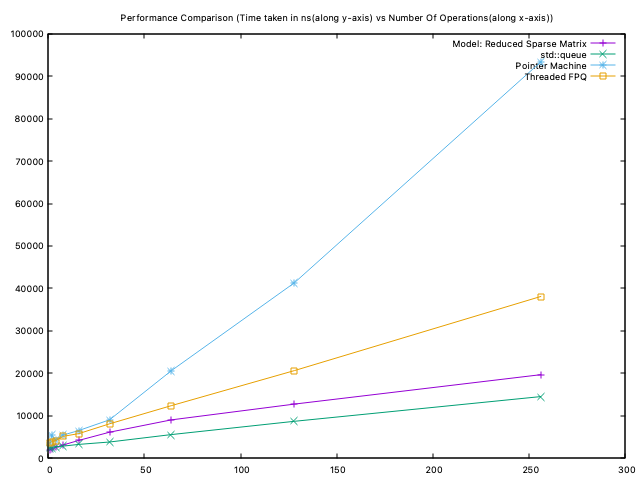 Performance Comparison (Time taken in ns(along y-axis) vs Number Of Operations(along x-axis))
100000
90000
80000
70000
60000
50000
40000
30000
20000
10000
0
Model: Reduced Sparse Matrix
std::queue
Pointer Machine
Threaded FPQ
0 50 100 150 200 250 300